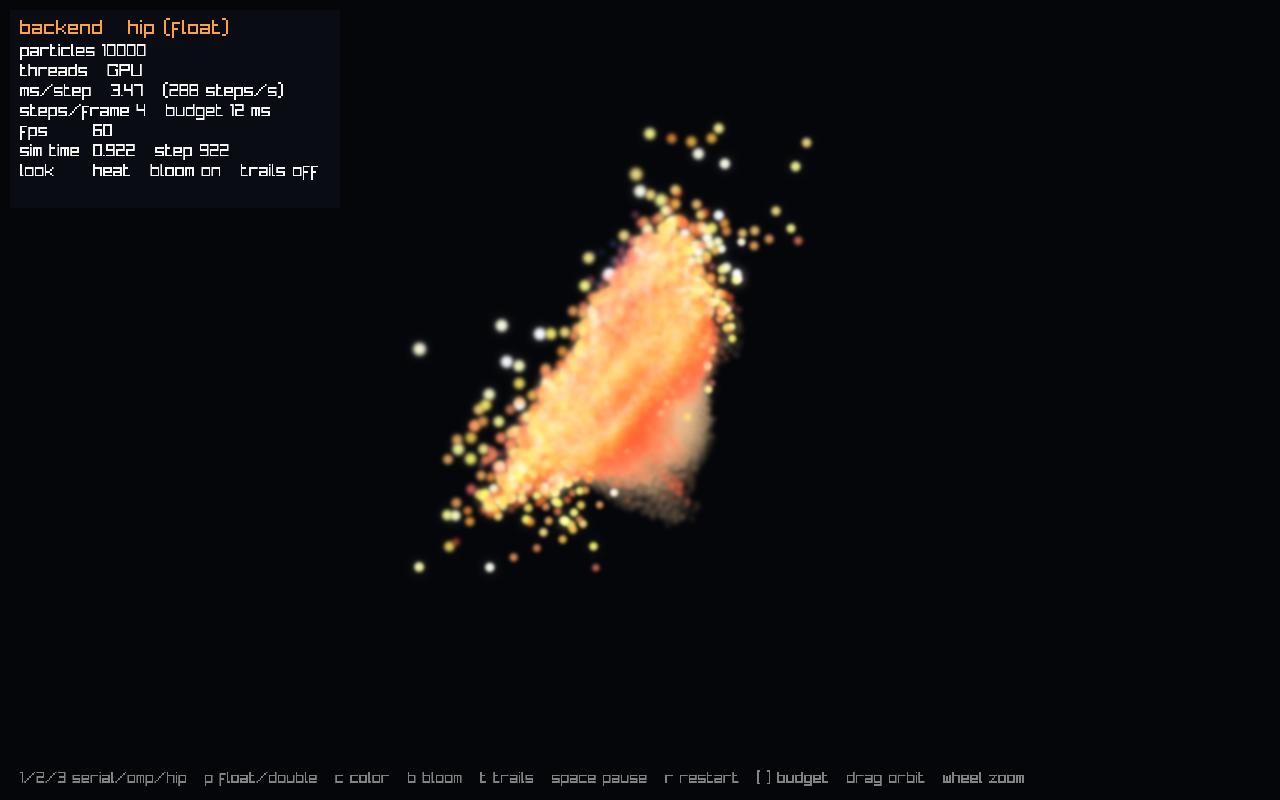 backend hip (float)
particles 10000
threads GPU
ms/step 3.47 (288 steps/s)
steps/frame 4 budget 12 ms
fps 60
sim time 0.922 step 922
look heat bloom on trails off
1/2/3 serial/omp/hip p float/double c color b bloom t trails space pause r restart [ ] budget drag orbit wheel zoom